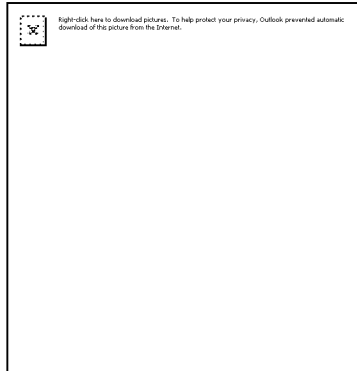 Right-click here to download pictures. To help protect your privacy, Outlook prevented automatic
download of this picture from the Internet.